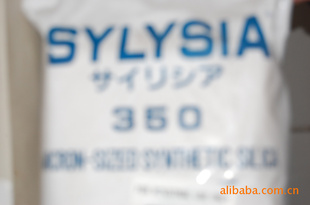 SYLYSIA
サイリシア
350
MICRON-SIZED SYNTHETIC SILICA
alibaba.com.cn